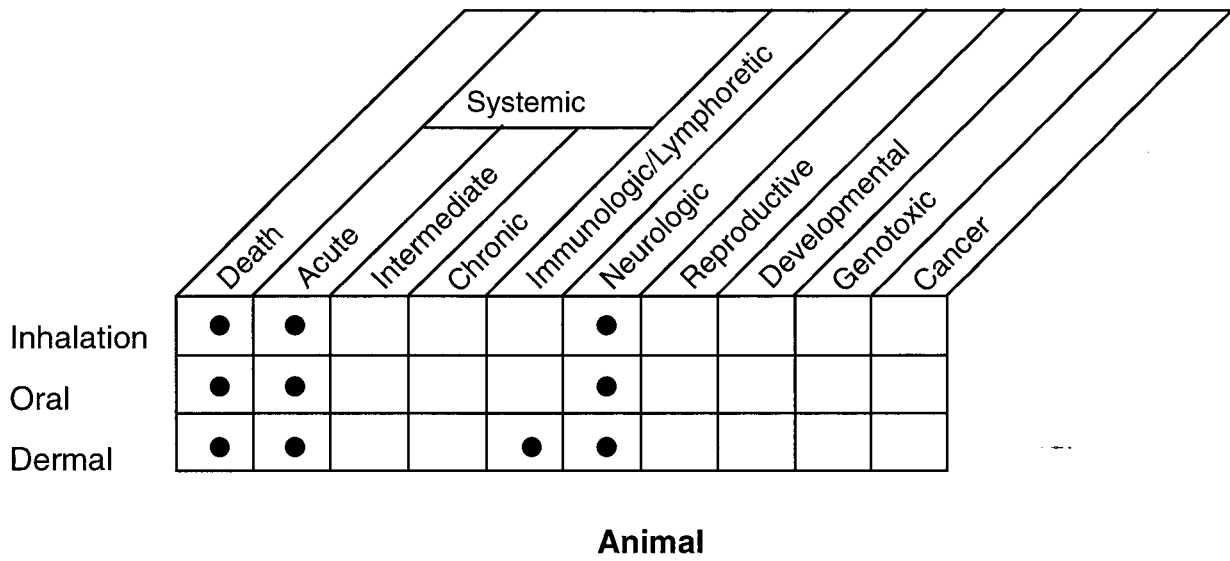 Systemic
Death
Acute
Intermediate
Chronic
Immunologic/Lymphoretic
Neurologic
Reproductive
Developmental
Genotoxic
Cancer
Inhalation
Oral
Dermal
Animal